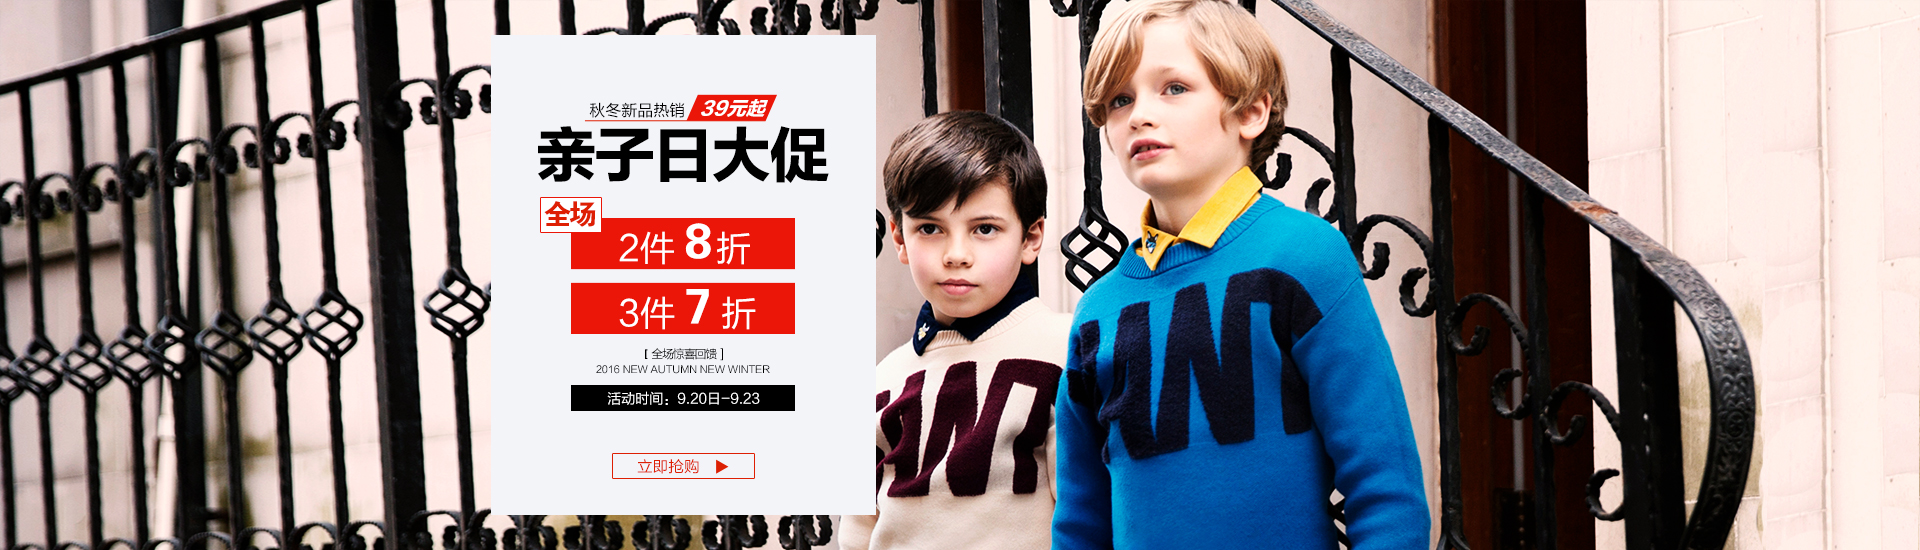 秋冬新品热销 39元起
亲子日大促
全场
2件 8 折
3件 7 折
[ 全场惊喜回馈 ]
2016 NEW AUTUMN NEW WINTER
活动时间：9.20日-9.23
立即抢购